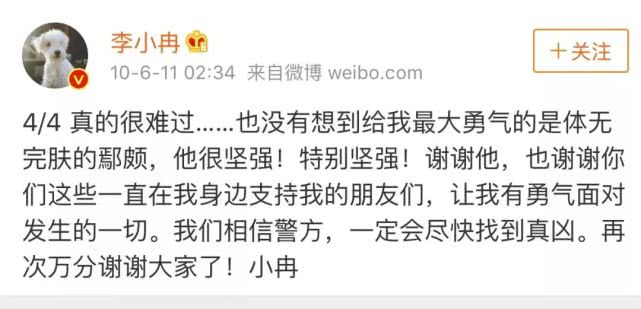 李小冉
10-6-11 02:34 来自微博 weibo.com
＋关注
4/4 真的很难过……也没有想到给我最大勇气的是体无
完肤的鄢颇，他很坚强！特别坚强！谢谢他，也谢谢你
们这些一直在我身边支持我的朋友们，让我有勇气面对
发生的一切。我们相信警方，一定会尽快找到真凶。再
次万分谢谢大家了！小冉